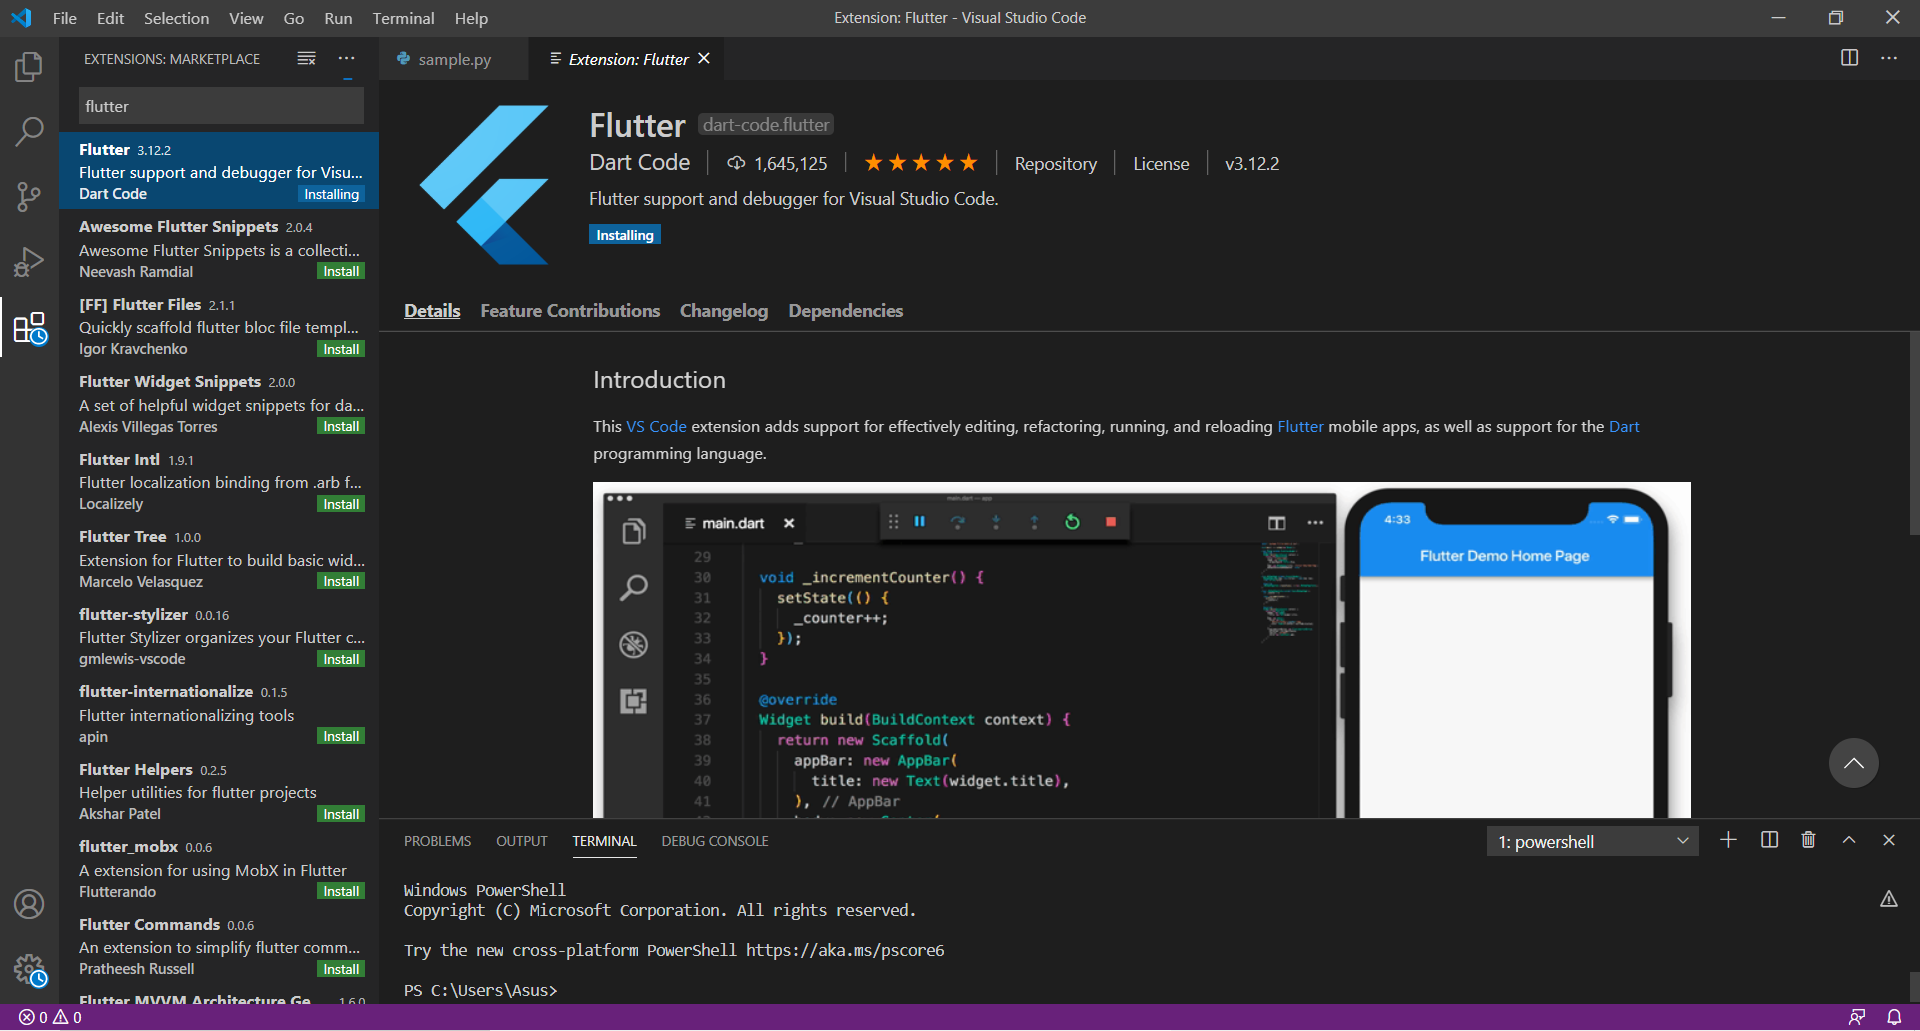 File Edit Selection View Go Run Terminal Help
Extension: Flutter - Visual Studio Code
EXTENSIONS: MARKETPLACE
flutter
Flutter 3.12.2
Flutter support and debugger for Visu...
Dart Code Installing
Awesome Flutter Snippets 2.0.4
Awesome Flutter Snippets is a collecti...
Neevash Ramdial Install
[FF] Flutter Files 2.1.1
Quickly scaffold flutter bloc file templ...
Igor Kravchenko Install
Flutter Widget Snippets 2.0.0
A set of helpful widget snippets for da...
Alexis Villegas Torres Install
Flutter Intl 1.9.1
Flutter localization binding from .arb f...
Localizely Install
Flutter Tree 1.0.0
Extension for Flutter to build basic wid...
Marcelo Velasquez Install
flutter-stylizer 0.0.16
Flutter Stylizer organizes your Flutter c...
gmlewis-vscode Install
flutter-internationalize 0.1.5
Flutter internationalizing tools
apin Install
Flutter Helpers 0.2.5
Helper utilities for flutter projects
Akshar Patel Install
flutter_mobx 0.0.6
A extension for using MobX in Flutter
Flutterando Install
Flutter Commands 0.0.6
An extension to simplify flutter comm...
Pratheesh Russell Install
Flutter MVVM Architecture Ge... 1.6.0
sample.py
Extension: Flutter
Flutter dart-code.flutter
Dart Code 1,645,125 Repository License v3.12.2
Flutter support and debugger for Visual Studio Code.
Installing
Details Feature Contributions Changelog Dependencies
Introduction
This VS Code extension adds support for effectively editing, refactoring, running, and reloading Flutter mobile apps, as well as support for the Dart
programming language.
main.dart — app
main.dart
29
30 void _incrementCounter() {
31 setState(() {
32 _counter++;
33 });
34 }
35
36 @override
37 Widget build(BuildContext context) {
38 return new Scaffold(
39 appBar: new AppBar(
40 title: new Text(widget.title),
41 ), // AppBar
4:33
Flutter Demo Home Page
PROBLEMS OUTPUT TERMINAL DEBUG CONSOLE
1: powershell
Windows PowerShell
Copyright (C) Microsoft Corporation. All rights reserved.
Try the new cross-platform PowerShell https://aka.ms/pscore6
PS C:\Users\Asus>
0 0